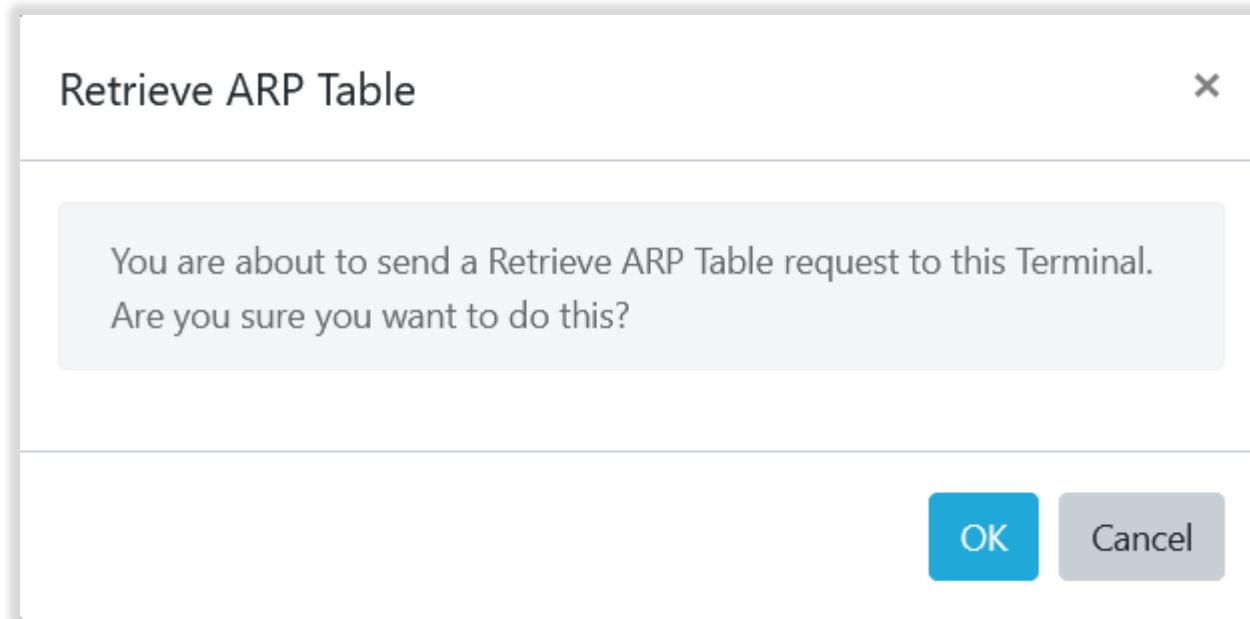 Retrieve ARP Table ×
You are about to send a Retrieve ARP Table request to this Terminal.
Are you sure you want to do this?
OK Cancel